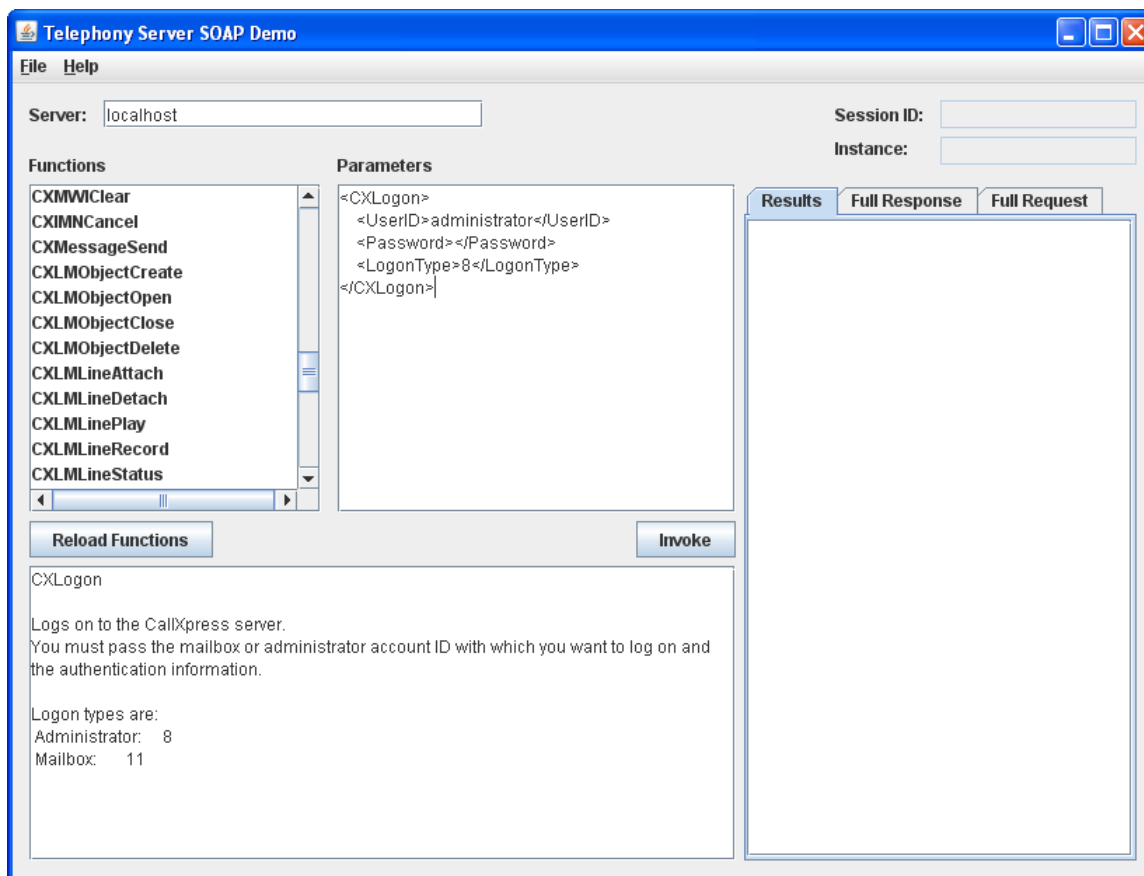 Telephony Server SOAP Demo
File Help
Server: localhost
Session ID:
Instance:
Functions
CXMWIClear
CXIMNCancel
CXMessageSend
CXLMObjectCreate
CXLMObjectOpen
CXLMObjectClose
CXLMObjectDelete
CXLMLineAttach
CXLMLineDetach
CXLMLinePlay
CXLMLineRecord
CXLMLineStatus
Parameters
<CXLogon>
<UserID>administrator</UserID>
<Password></Password>
<LogonType>8</LogonType>
</CXLogon>
Results Full Response Full Request
Reload Functions
Invoke
CXLogon
Logs on to the CallXpress server.
You must pass the mailbox or administrator account ID with which you want to log on and
the authentication information.
Logon types are:
Administrator: 8
Mailbox: 11